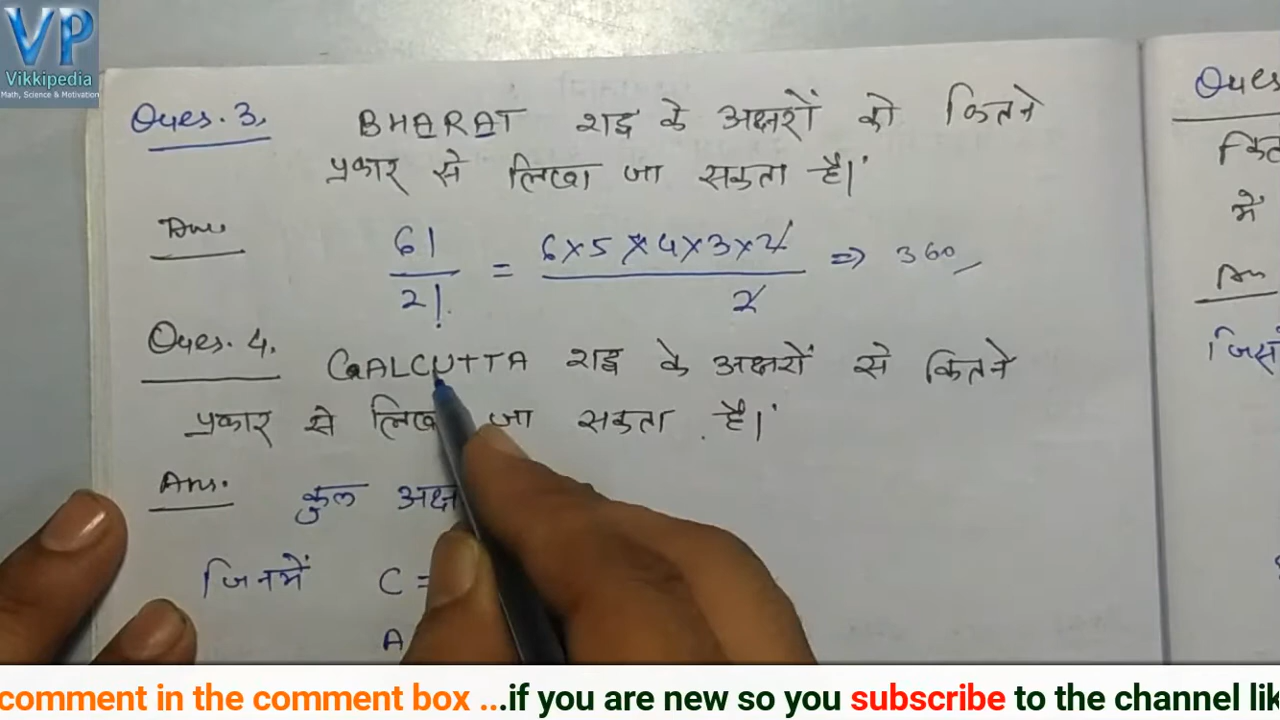 VP
Vikkipedia
Math, Science & Motivation
Ques. 3. BHARAT शब्द के अक्षरों को कितने
प्रकार से लिखा जा सकता है।
Ans
6! / 2! = 6×5×4×3×2 / 2 ⇒ 360
Ques. 4. CALCUTTA शब्द के अक्षरों से कितने
प्रकार से लिख जा सकता है।
Ans. कुल अक्ष
जिनमें C =
A
Ques
कित
में
An
जिस
comment in the comment box ...if you are new so you subscribe to the channel lik